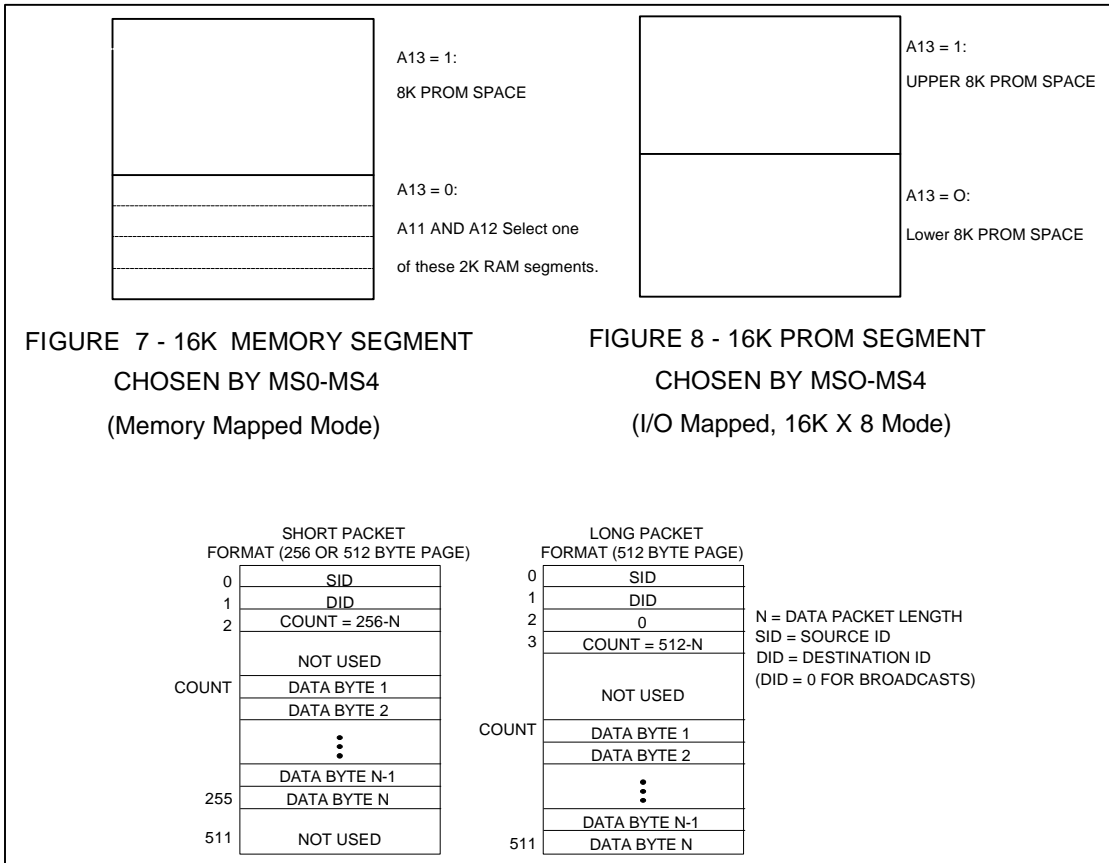 A13 = 1:
8K PROM SPACE
A13 = 0:
A11 AND A12 Select one
of these 2K RAM segments.
FIGURE 7 - 16K MEMORY SEGMENT
CHOSEN BY MS0-MS4
(Memory Mapped Mode)
A13 = 1:
UPPER 8K PROM SPACE
A13 = O:
Lower 8K PROM SPACE
FIGURE 8 - 16K PROM SEGMENT
CHOSEN BY MSO-MS4
(I/O Mapped, 16K X 8 Mode)
SHORT PACKET
FORMAT (256 OR 512 BYTE PAGE)
0 SID
1 DID
2 COUNT = 256-N
NOT USED
COUNT DATA BYTE 1
DATA BYTE 2
DATA BYTE N-1
255 DATA BYTE N
511 NOT USED
LONG PACKET
FORMAT (512 BYTE PAGE)
0 SID
1 DID
2 0
3 COUNT = 512-N
NOT USED
COUNT DATA BYTE 1
DATA BYTE 2
DATA BYTE N-1
511 DATA BYTE N
N = DATA PACKET LENGTH
SID = SOURCE ID
DID = DESTINATION ID
(DID = 0 FOR BROADCASTS)